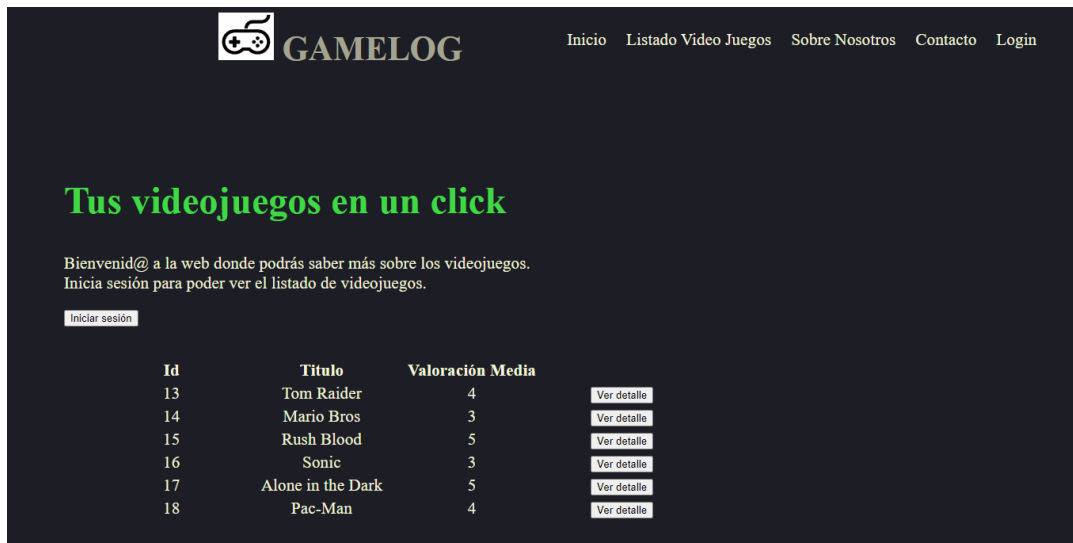 GAMELOG Inicio Listado Video Juegos Sobre Nosotros Contacto Login
Tus videojuegos en un click
Bienvenid@ a la web donde podrás saber más sobre los videojuegos.
Inicia sesión para poder ver el listado de videojuegos.
Iniciar sesión
Id Titulo Valoración Media
13 Tom Raider 4 Ver detalle
14 Mario Bros 3 Ver detalle
15 Rush Blood 5 Ver detalle
16 Sonic 3 Ver detalle
17 Alone in the Dark 5 Ver detalle
18 Pac-Man 4 Ver detalle